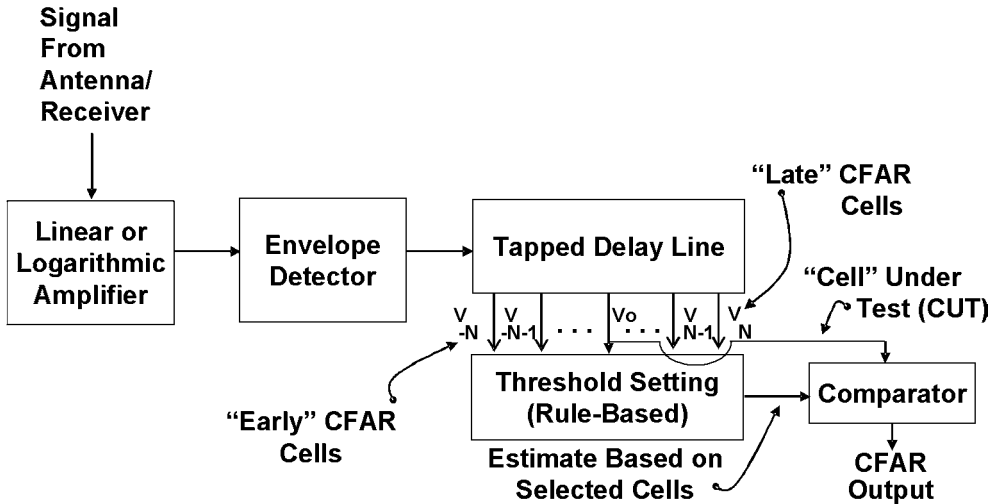 Signal
From
Antenna/
Receiver
Linear or
Logarithmic
Amplifier
Envelope
Detector
Tapped Delay Line
“Late” CFAR
Cells
“Cell” Under
Test (CUT)
V
-N
V
-N-1
. . .
Vo
. . .
V
N-1
V
N
“Early” CFAR
Cells
Threshold Setting
(Rule-Based)
Comparator
Estimate Based on
Selected Cells
CFAR
Output